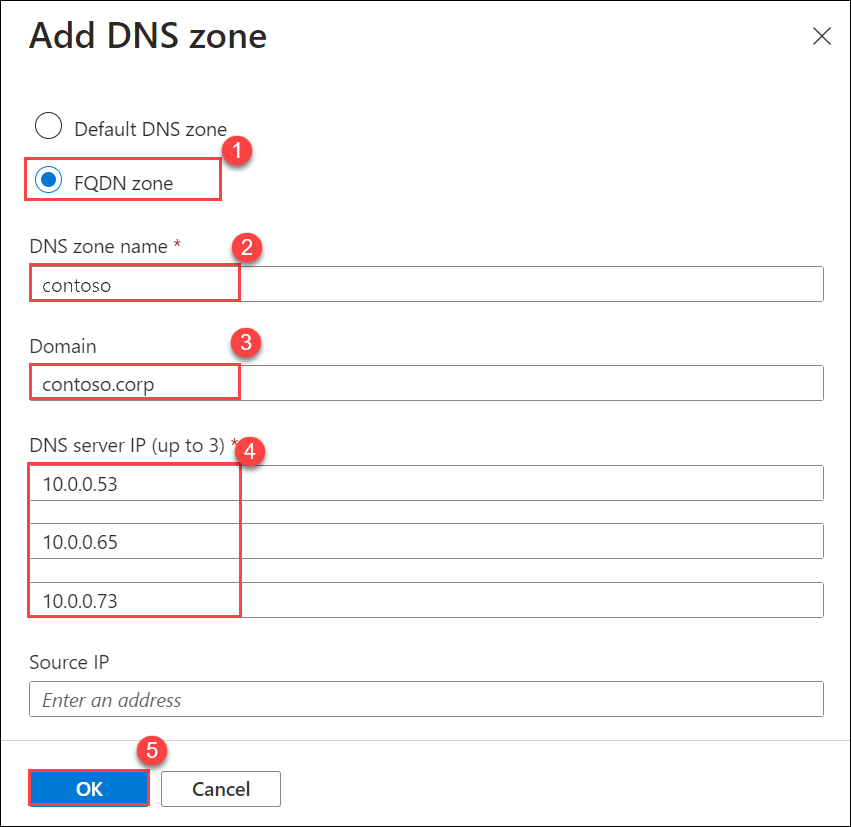 Add DNS zone
Default DNS zone
1
FQDN zone
DNS zone name *
2
contoso
Domain
3
contoso.corp
DNS server IP (up to 3) *
4
10.0.0.53
10.0.0.65
10.0.0.73
Source IP
Enter an address
5
OK Cancel